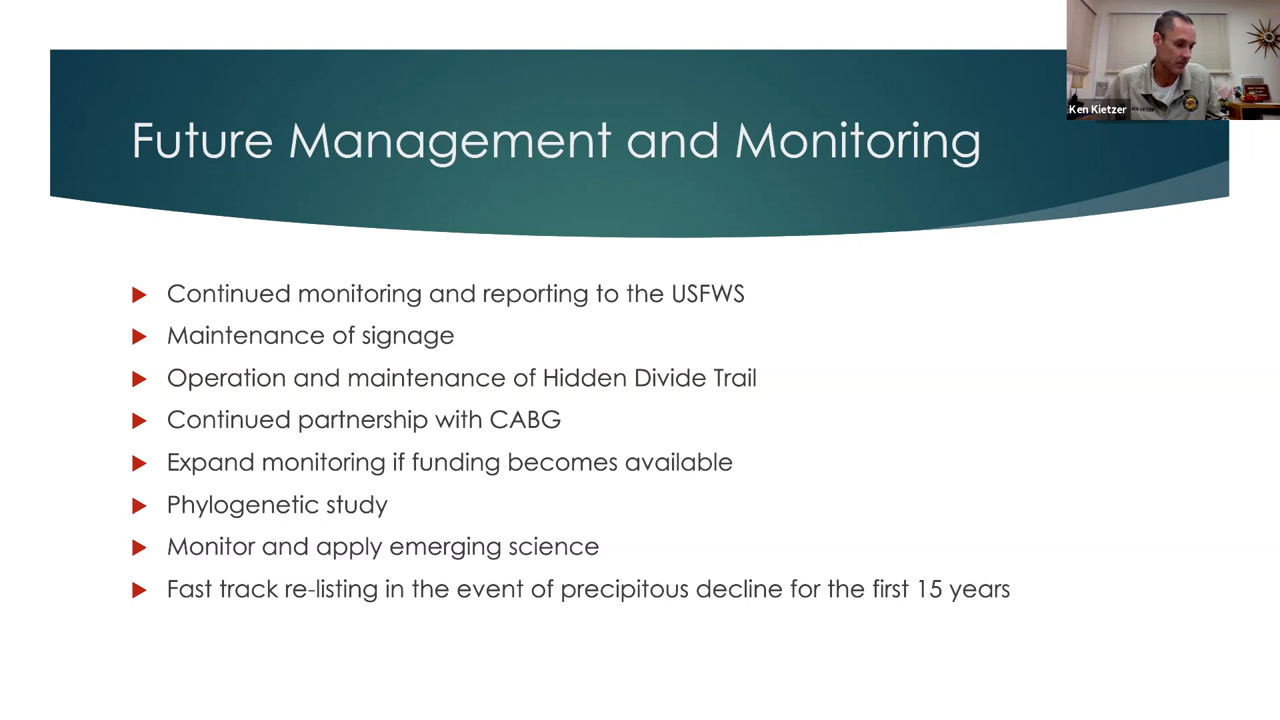 Ken Kietzer
Future Management and Monitoring
Continued monitoring and reporting to the USFWS
Maintenance of signage
Operation and maintenance of Hidden Divide Trail
Continued partnership with CABG
Expand monitoring if funding becomes available
Phylogenetic study
Monitor and apply emerging science
Fast track re-listing in the event of precipitous decline for the first 15 years